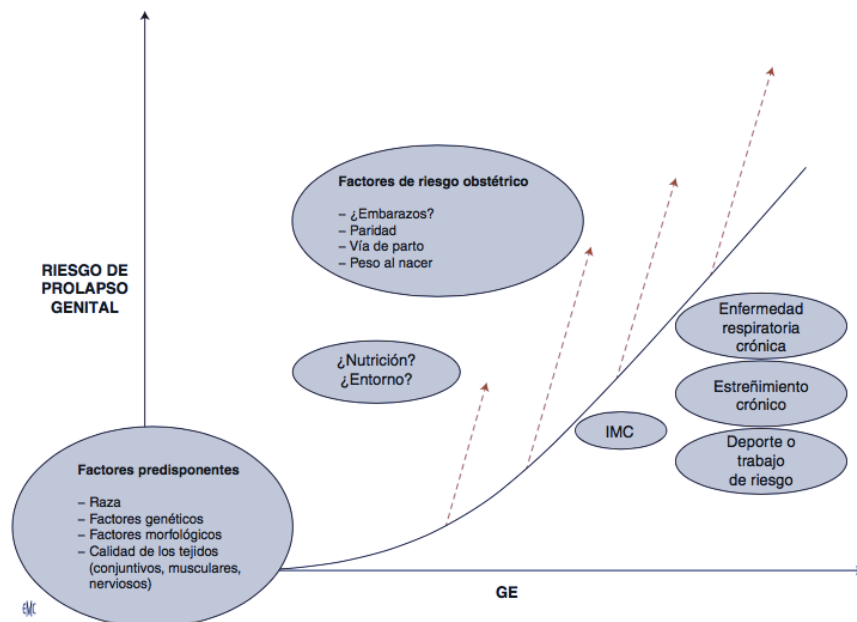 Factores de riesgo obstétrico
– ¿Embarazos?
– Paridad
– Vía de parto
– Peso al nacer
RIESGO DE
PROLAPSO
GENITAL
¿Nutrición?
¿Entorno?
Enfermedad
respiratoria
crónica
Estreñimiento
crónico
IMC
Deporte o
trabajo
de riesgo
Factores predisponentes
– Raza
– Factores genéticos
– Factores morfológicos
– Calidad de los tejidos
(conjuntivos, musculares,
nerviosos)
GE
EMC